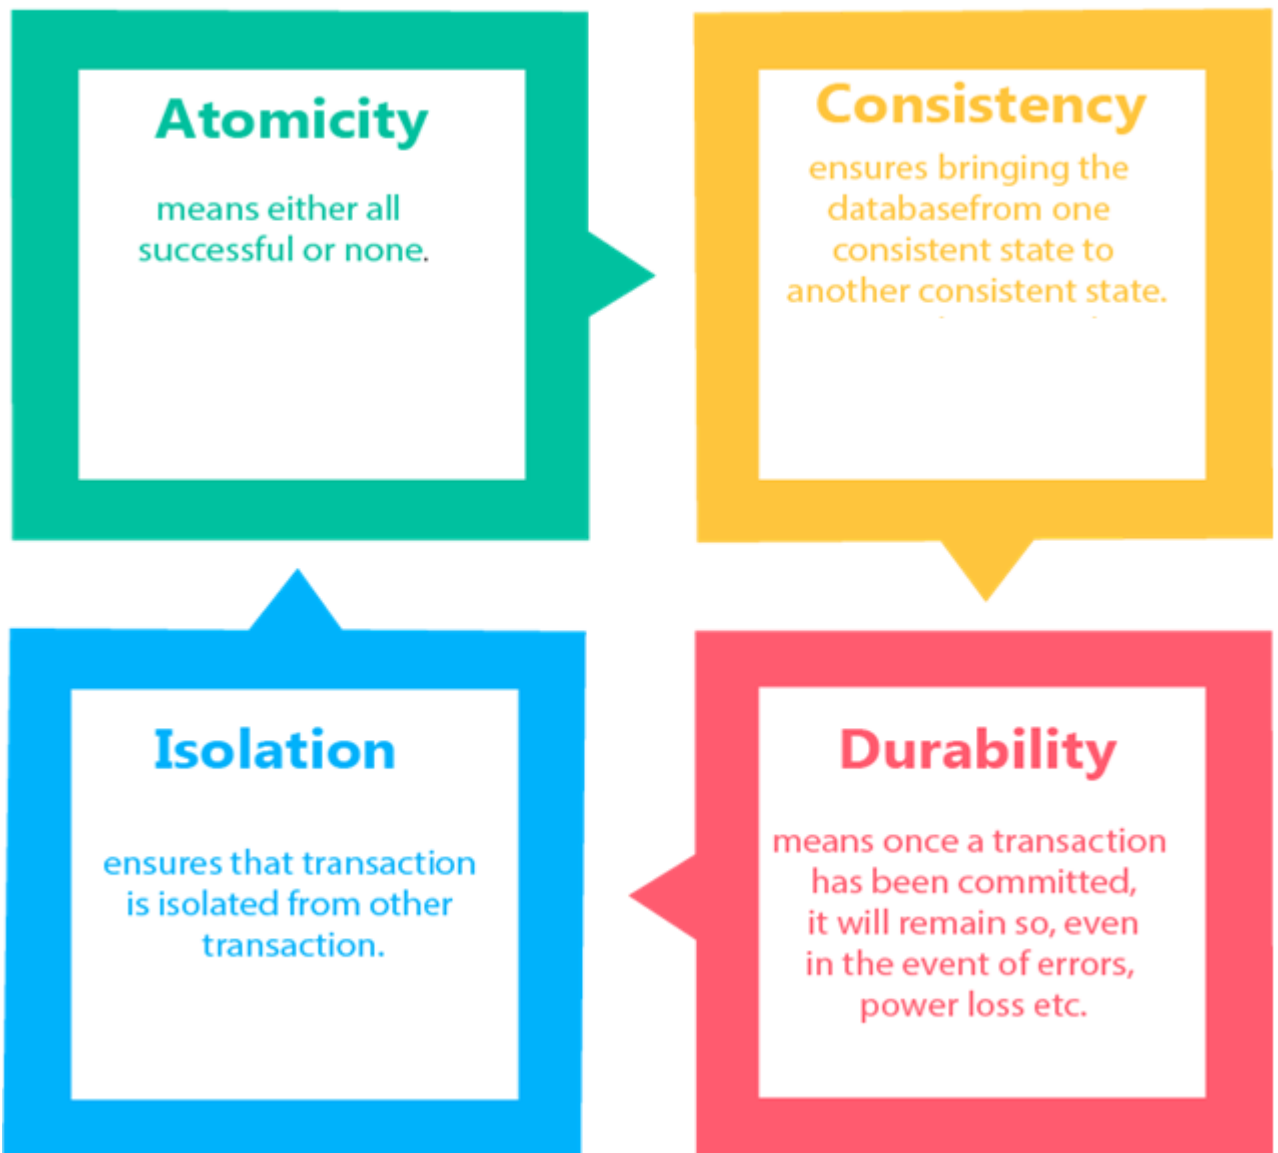 Atomicity
means either all
successful or none.
Consistency
ensures bringing the
databasefrom one
consistent state to
another consistent state.
Isolation
ensures that transaction
is isolated from other
transaction.
Durability
means once a transaction
has been committed,
it will remain so, even
in the event of errors,
power loss etc.